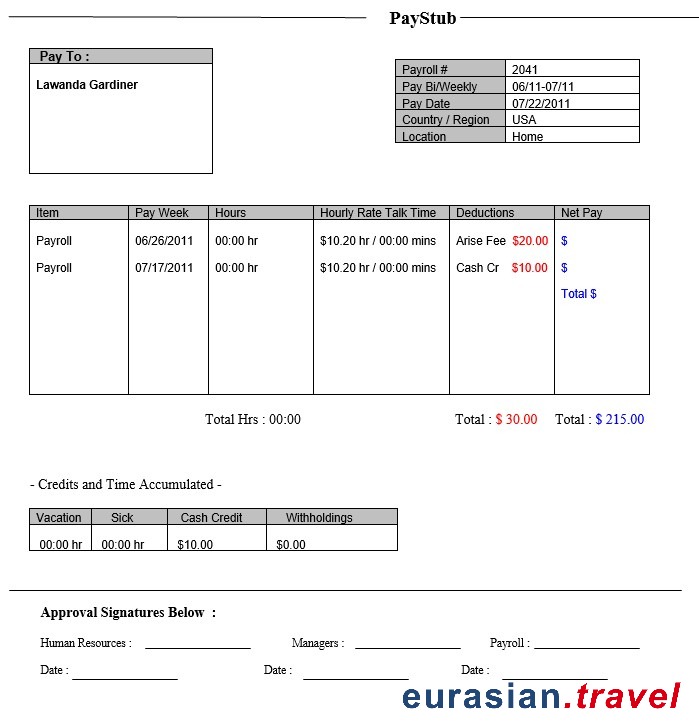 PayStub
Pay To :
Lawanda Gardiner
Payroll # 2041
Pay Bi/Weekly 06/11-07/11
Pay Date 07/22/2011
Country / Region USA
Location Home
Item Pay Week Hours Hourly Rate Talk Time Deductions Net Pay
Payroll 06/26/2011 00:00 hr $10.20 hr / 00:00 mins Arise Fee $20.00 $
Payroll 07/17/2011 00:00 hr $10.20 hr / 00:00 mins Cash Cr $10.00 $
Total $
Total Hrs : 00:00 Total : $ 30.00 Total : $ 215.00
- Credits and Time Accumulated -
Vacation Sick Cash Credit Withholdings
00:00 hr 00:00 hr $10.00 $0.00
Approval Signatures Below :
Human Resources : Managers : Payroll :
Date : Date : Date :
eurasian.travel